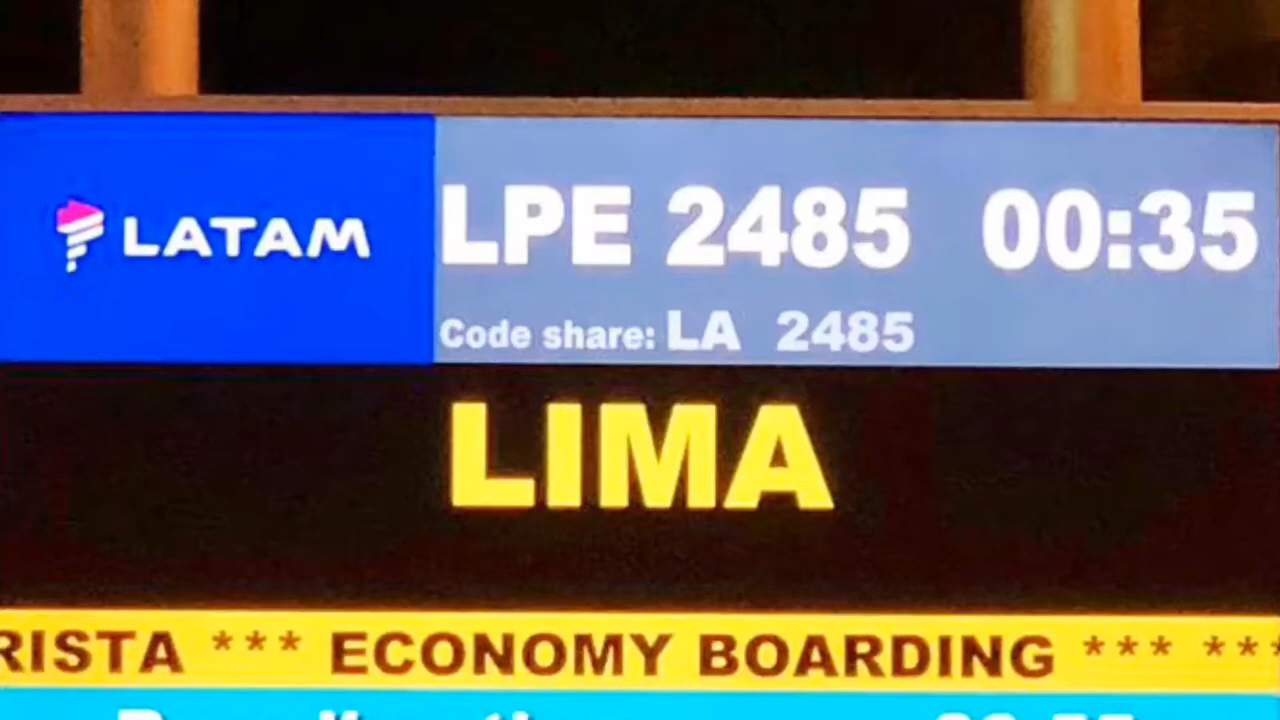 LATAM
LPE 2485 00:35
Code share: LA 2485
LIMA
RISTA *** ECONOMY BOARDING *** ***